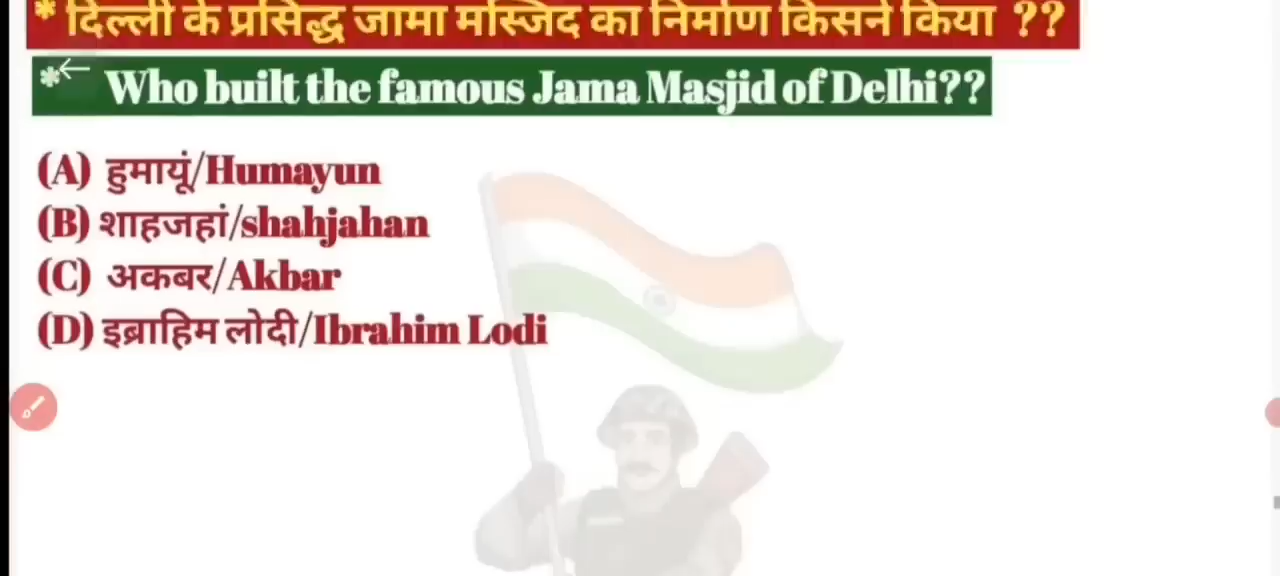 * दिल्ली के प्रसिद्ध जामा मस्जिद का निर्माण किसने किया ??
* Who built the famous Jama Masjid of Delhi??
(A) हुमायूं/Humayun
(B) शाहजहां/shahjahan
(C) अकबर/Akbar
(D) इब्राहिम लोदी/Ibrahim Lodi